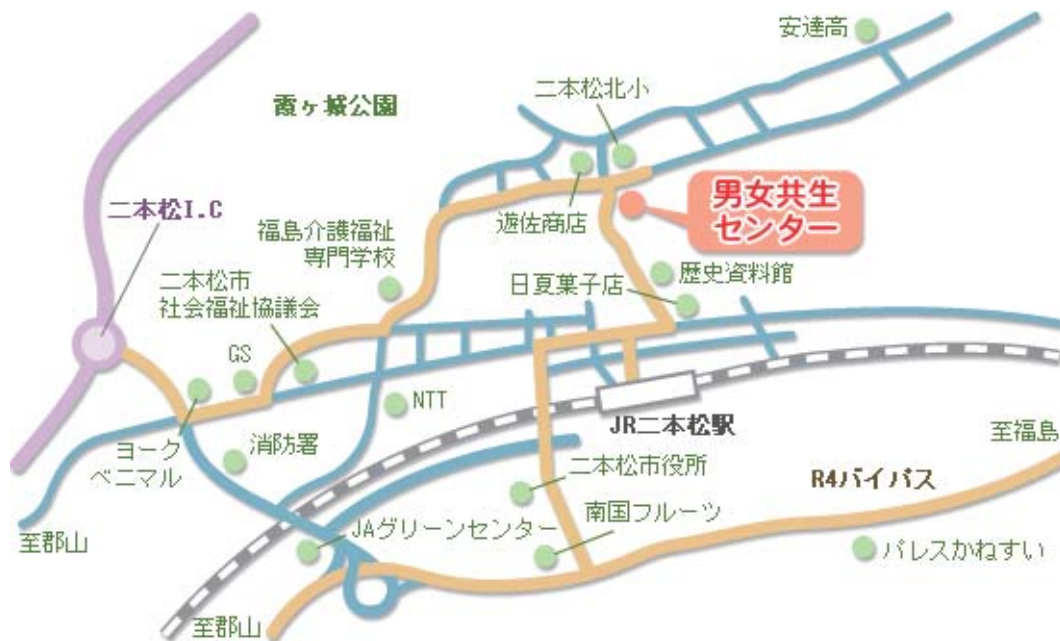 安達高
二本松北小
霞ヶ城公園
男女共生
センター
二本松I.C
遊佐商店
福島介護福祉
専門学校
歴史資料館
日夏菓子店
二本松市
社会福祉協議会
GS
NTT
JR二本松駅
至福島
ヨーク
ベニマル
消防署
二本松市役所
R4バイパス
南国フルーツ
JAグリーンセンター
至郡山
パレスかねすい
至郡山